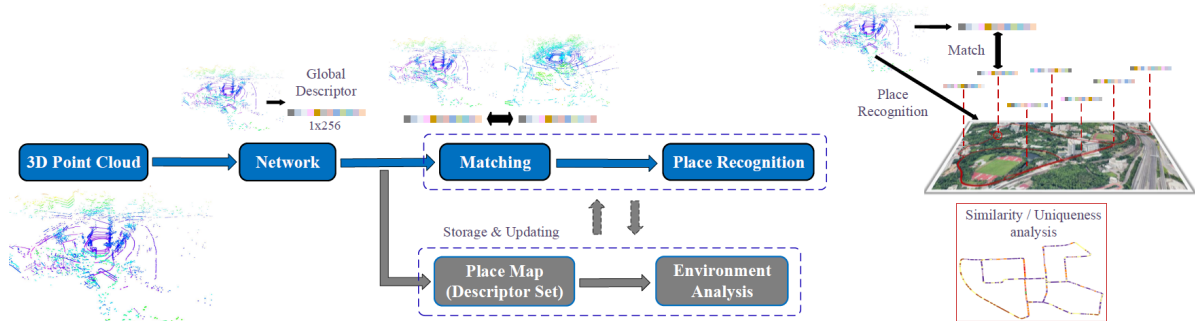 Global
Descriptor
1x256
3D Point Cloud
Network
Matching
Place Recognition
Storage & Updating
Place Map
(Descriptor Set)
Environment
Analysis
Match
Place
Recognition
Similarity / Uniqueness
analysis